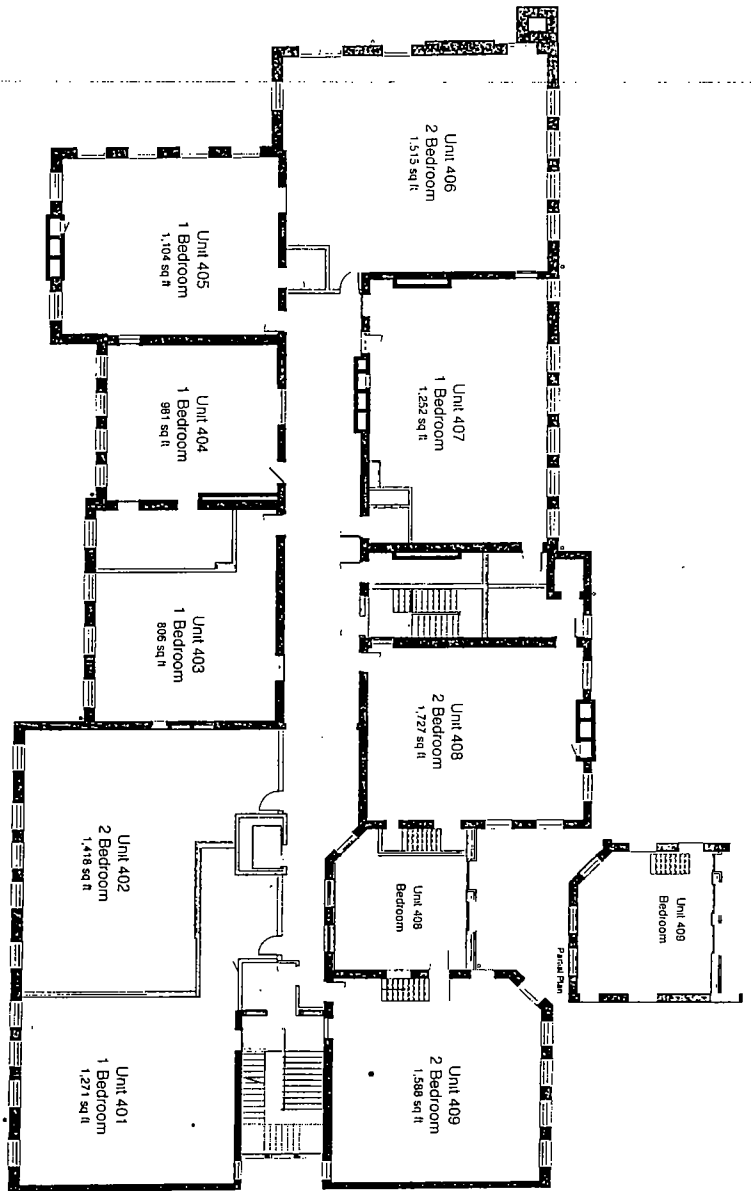 Unit 406
2 Bedroom
1,515 sq ft
Unit 405
1 Bedroom
1,104 sq ft
Unit 407
1 Bedroom
1,252 sq ft
Unit 404
1 Bedroom
981 sq ft
Unit 403
1 Bedroom
806 sq ft
Unit 408
2 Bedroom
1,727 sq ft
Unit 402
2 Bedroom
1,418 sq ft
Unit 408
Bedroom
Unit 409
Bedroom
Partial Plan
Unit 401
1 Bedroom
1,271 sq ft
Unit 409
2 Bedroom
1,588 sq ft